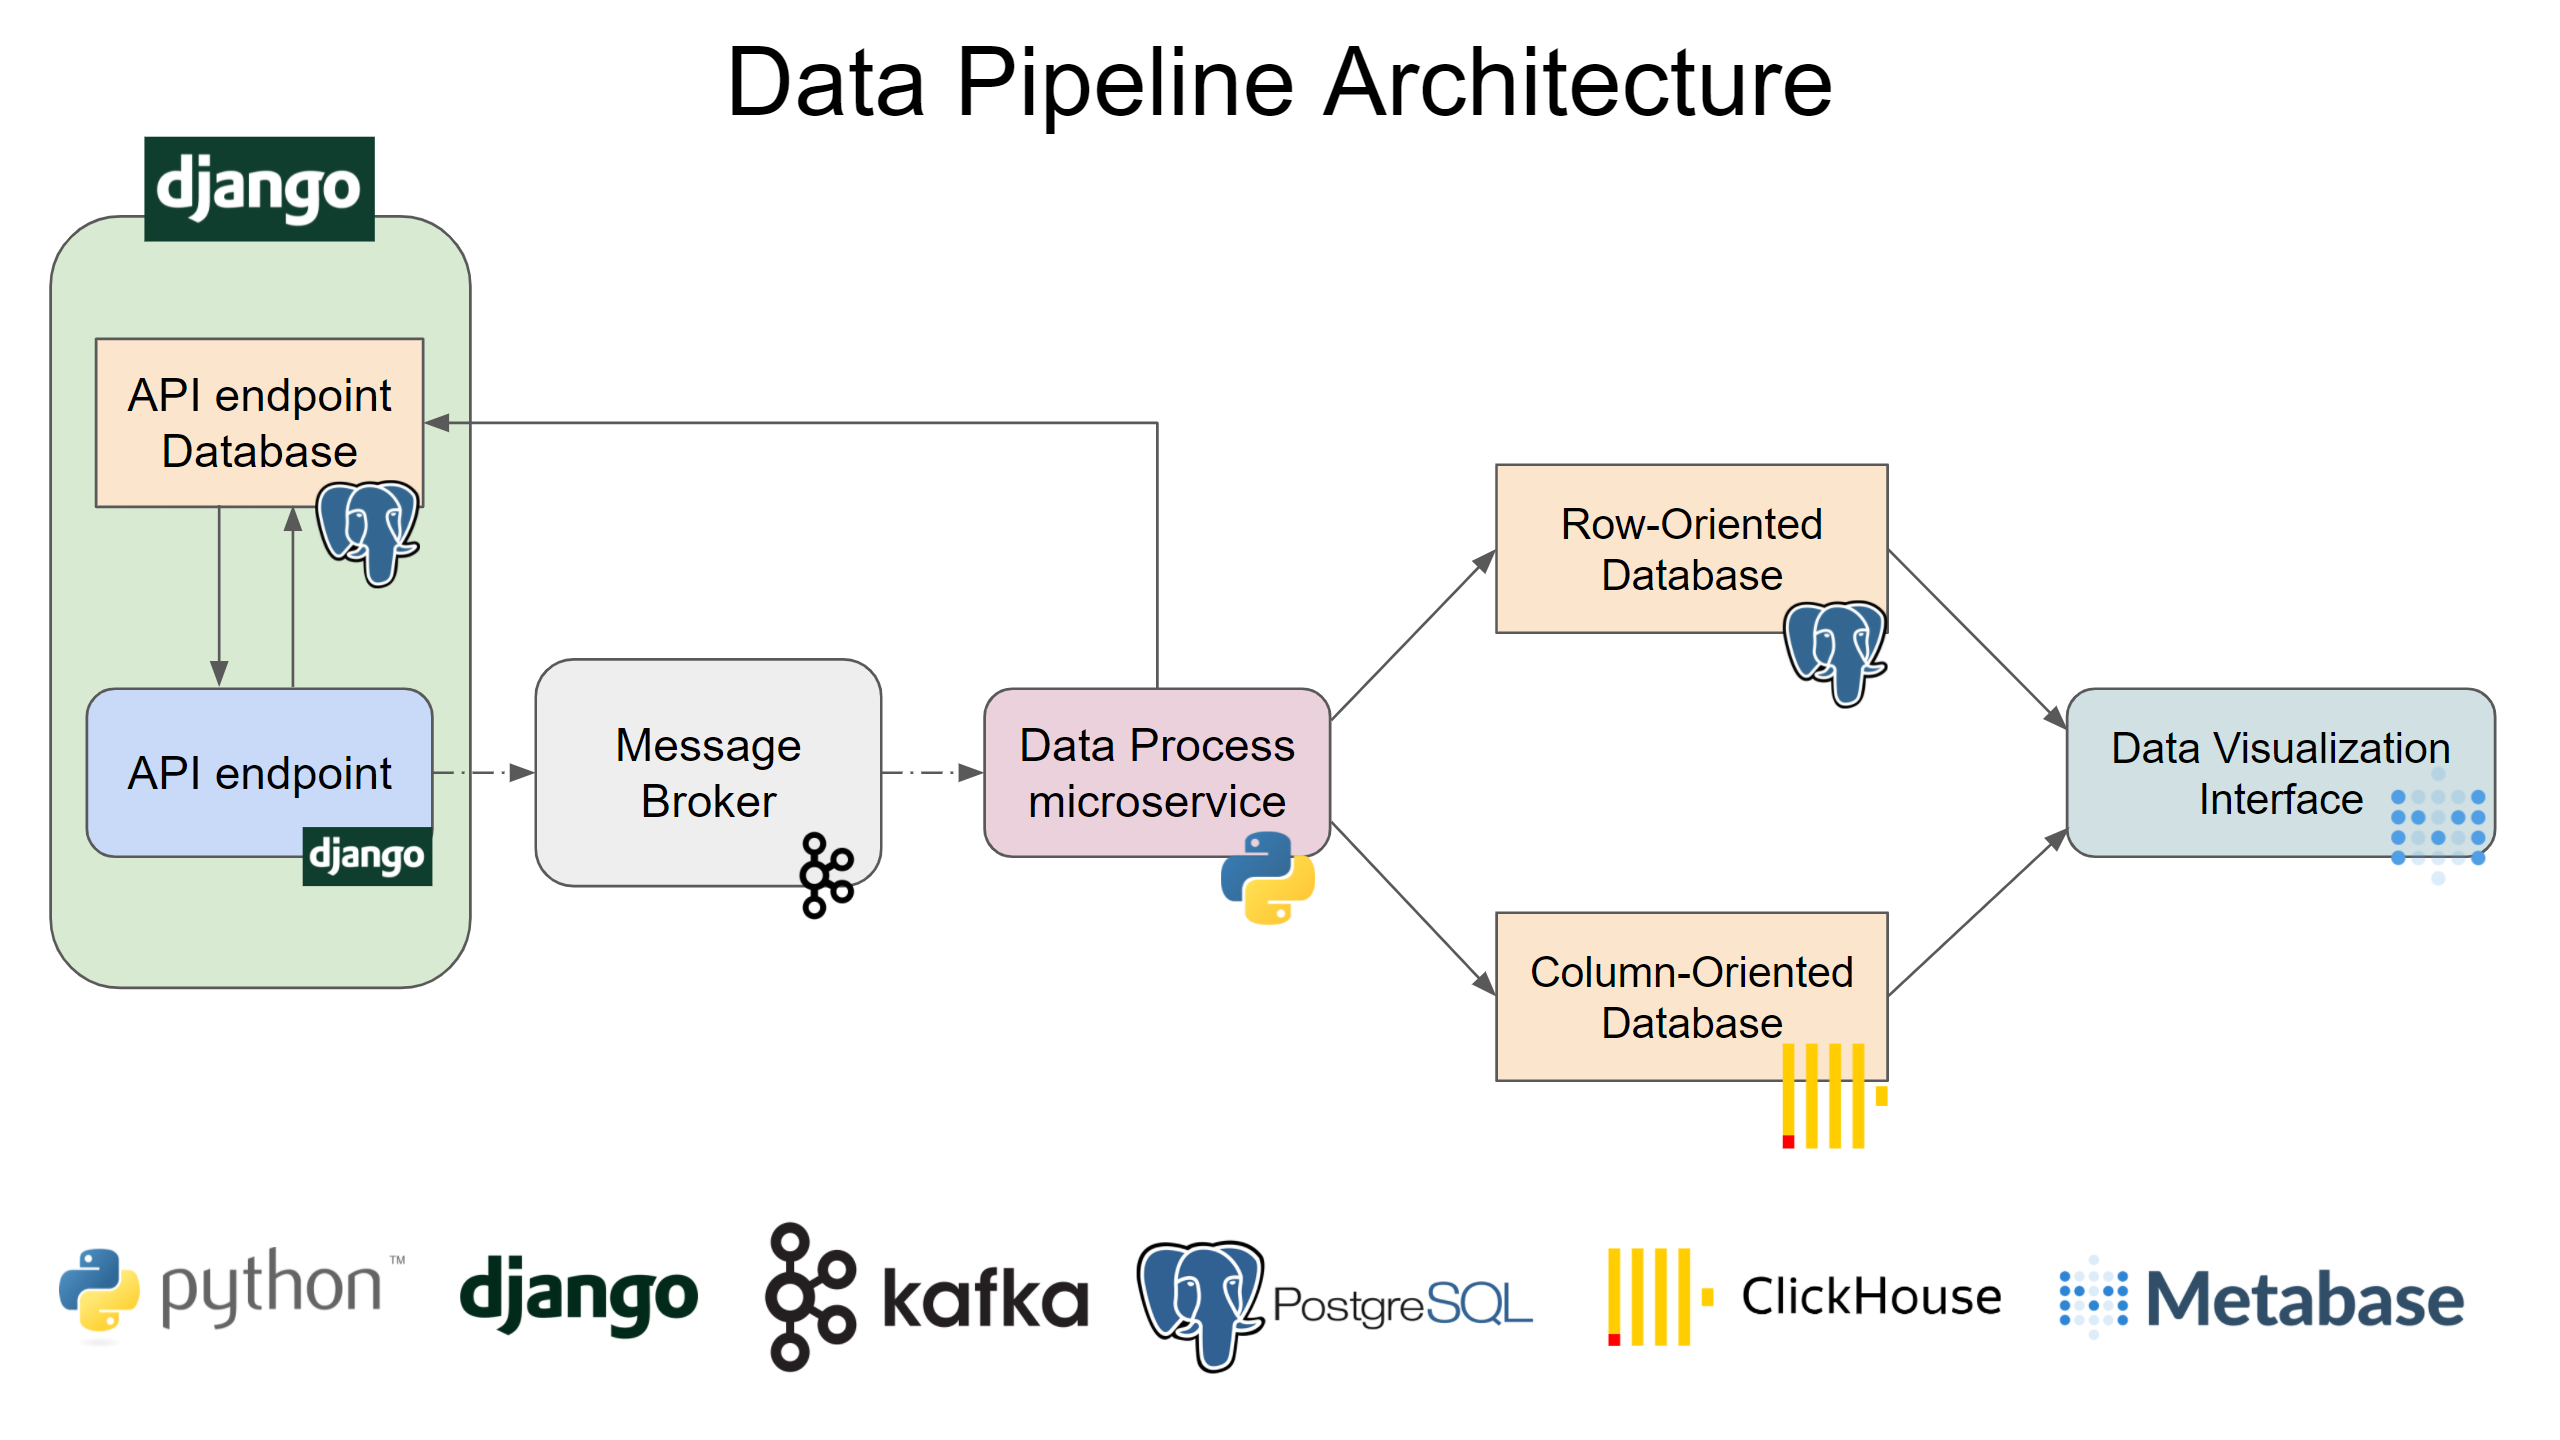 Data Pipeline Architecture
django
API endpoint
Database
API endpoint
django
Message
Broker
Data Process
microservice
Row-Oriented
Database
Column-Oriented
Database
Data Visualization
Interface
python™
django
kafka
PostgreSQL
ClickHouse
Metabase